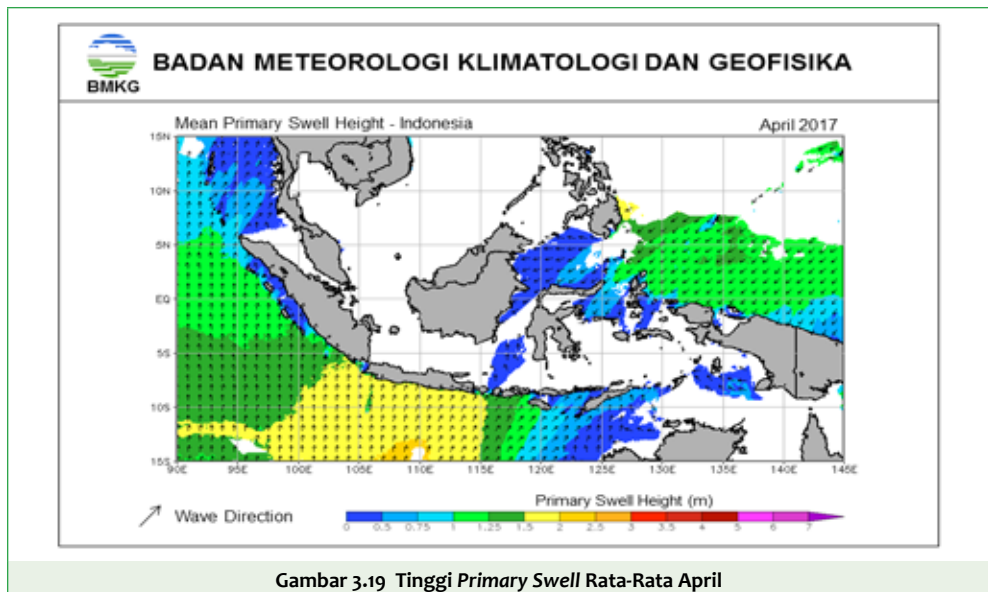 BMKG
BADAN METEOROLOGI KLIMATOLOGI DAN GEOFISIKA
Mean Primary Swell Height - Indonesia April 2017
15N
10N
5N
EQ
5S
10S
15S
90E 95E 100E 105E 110E 115E 120E 125E 130E 135E 140E 145E
Wave Direction
Primary Swell Height (m)
0 0.5 0.75 1 1.25 1.5 2 2.5 3 3.5 4 5 6 7
Gambar 3.19 Tinggi Primary Swell Rata-Rata April